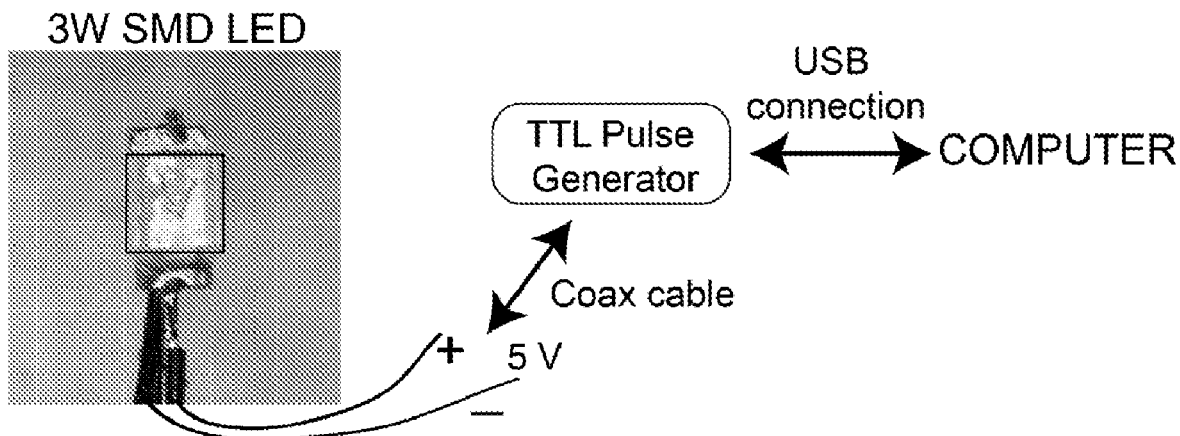 3W SMD LED
USB
connection
TTL Pulse
Generator
COMPUTER
Coax cable
+ 5 V
−